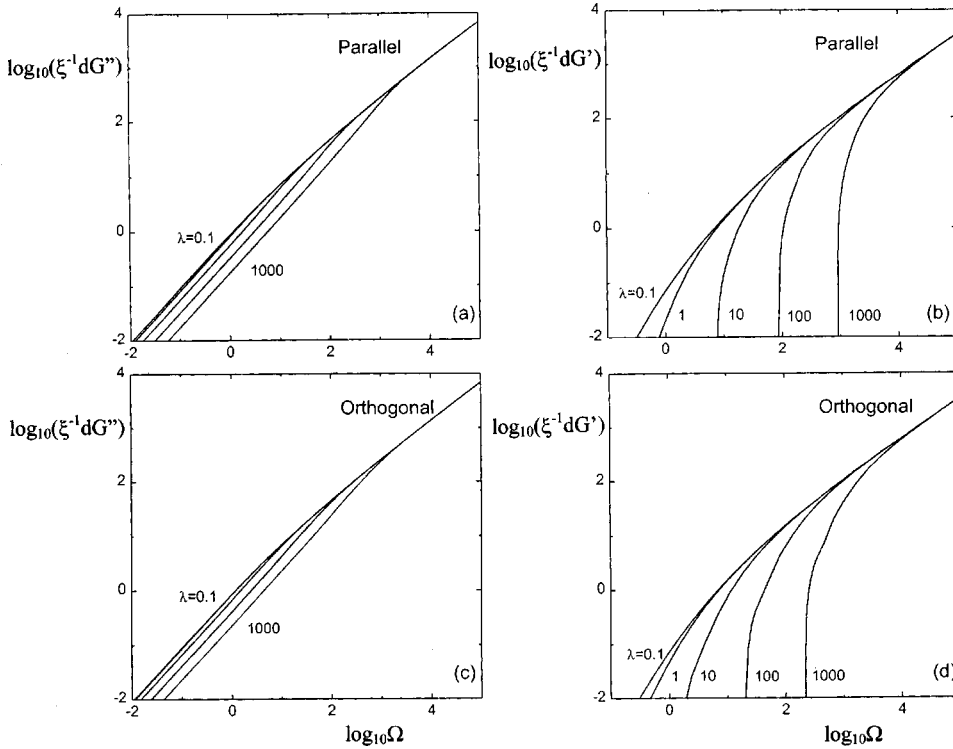 4
Parallel
log₁₀(ξ⁻¹dG'')
2
0
λ=0.1
1000
(a)
-2
-2 0 2 4
4
Parallel
log₁₀(ξ⁻¹dG')
2
0
λ=0.1
1 10 100 1000
(b)
-2
0 2 4
4
Orthogonal
log₁₀(ξ⁻¹dG'')
2
0
λ=0.1
1000
(c)
-2
-2 0 2 4
log₁₀Ω
4
Orthogonal
log₁₀(ξ⁻¹dG')
2
0
λ=0.1
1 10 100 1000
(d)
-2
0 2 4
log₁₀Ω